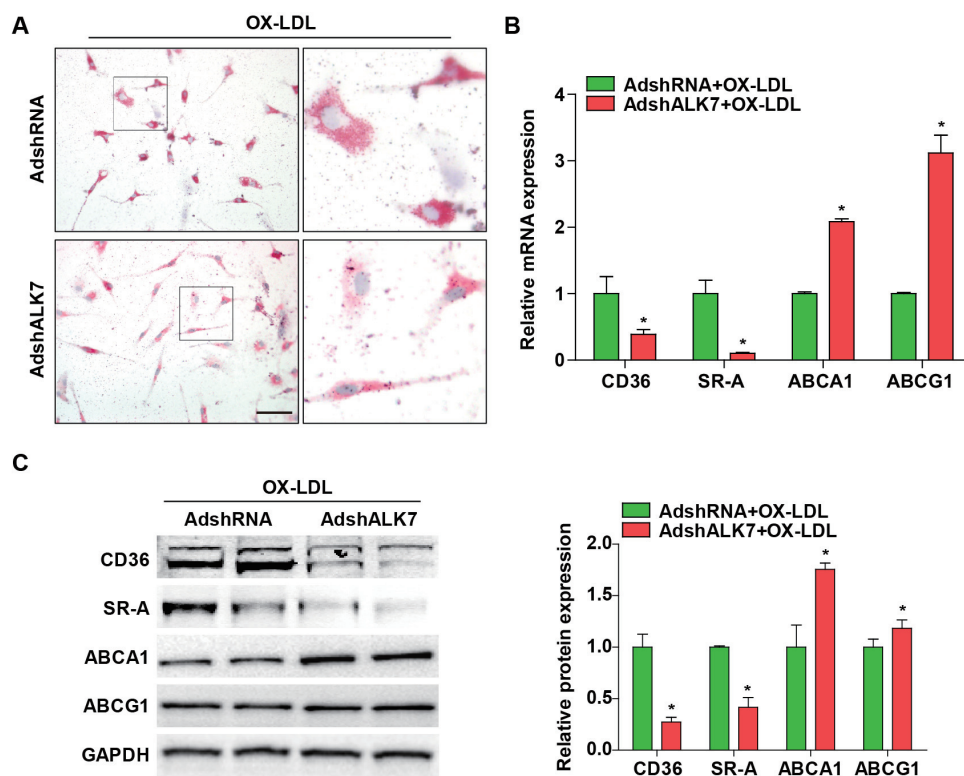 A
OX-LDL
AdshRNA
AdshALK7
B
AdshRNA+OX-LDL
AdshALK7+OX-LDL
Relative mRNA expression
5
4
3
2
1
0
*
*
*
*
CD36 SR-A ABCA1 ABCG1
C
OX-LDL
AdshRNA AdshALK7
CD36
SR-A
ABCA1
ABCG1
GAPDH
AdshRNA+OX-LDL
AdshALK7+OX-LDL
Relative protein expression
2.0
1.5
1.0
0.5
0.0
*
*
*
*
CD36 SR-A ABCA1 ABCG1